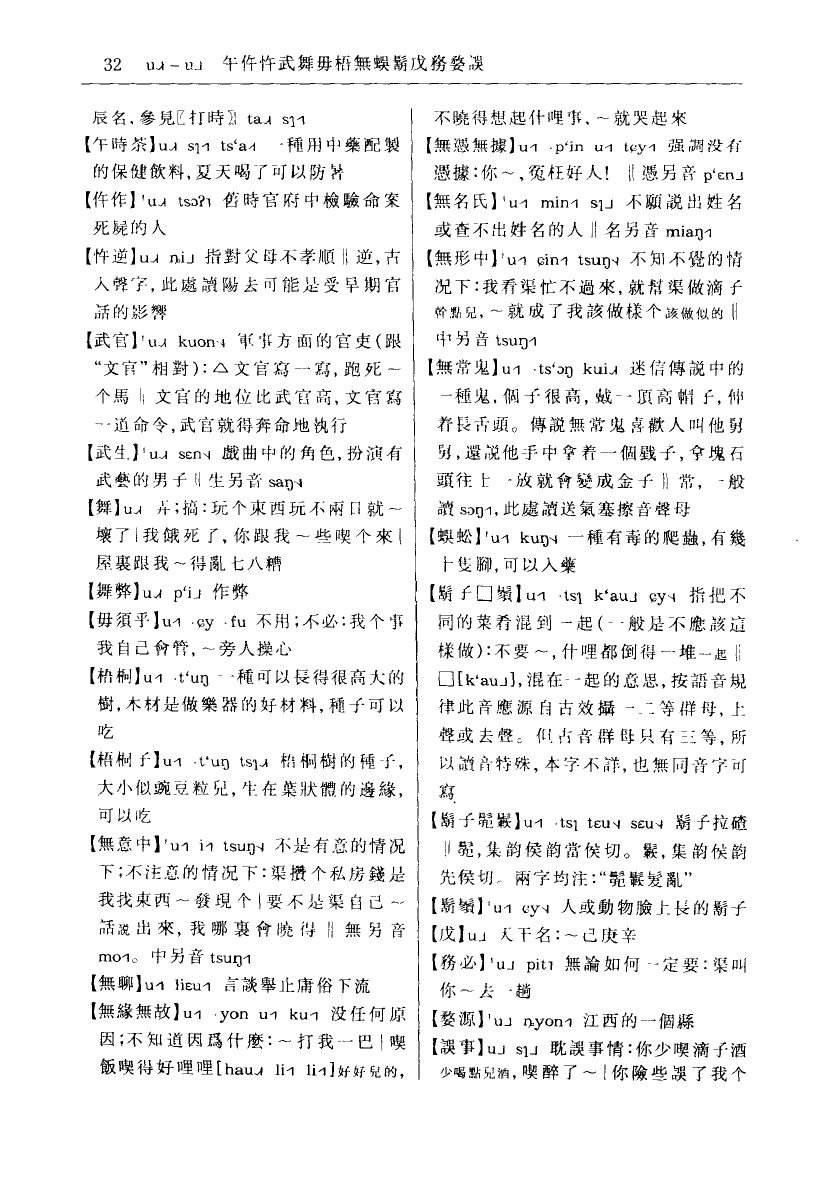 32 uㄐ－uㄐ 午仵忤武舞毋梧無蜈鬍戊務婺誤
辰名,參見〖打時〗 ta sɿ
【午時茶】u sɿ tsʻa 一種用中藥配製
的保健飲料,夏天喝了可以防暑
【仵作】ˈu tsɔʔ 舊時官府中檢驗命案
死屍的人
【忤逆】u ȵi 指對父母不孝順‖逆,古
入聲字,此處讀陽去可能是受早期官
話的影響
【武官】ˈu kuon 軍事方面的官吏(跟
“文官”相對):△文官寫一寫,跑死一
个馬‖文官的地位比武官高,文官寫
一道命令,武官就得奔命地執行
【武生】ˈu sɛn 戲曲中的角色,扮演有
武藝的男子‖生另音 saŋ
【舞】u 弄;搞:玩个東西玩不兩日就～
壞了|我餓死了,你跟我～些喫个來|
屋裏跟我～得亂七八糟
【舞弊】u pʻi 作弊
【毋須乎】u ·ɕy ·fu 不用;不必:我个事
我自己會管,～旁人操心
【梧桐】u ·tʻuŋ 一種可以長得很高大的
樹,木材是做樂器的好材料,種子可以
吃
【梧桐子】u ·tʻuŋ tsɿ 梧桐樹的種子,
大小似豌豆粒兒,生在葉狀體的邊緣,
可以吃
【無意中】ˈu i tsuŋ 不是有意的情况
下;不注意的情况下:渠攢个私房錢是
我找東西～發現个|要不是渠自己～
話說出來,我哪裏會曉得‖無另音
mo。中另音 tsuŋ
【無聊】u liɛu 言談舉止庸俗下流
【無緣無故】u ·yon u ku 没任何原
因;不知道因爲什麽:～打我一巴|喫
飯喫得好哩哩[hau li li]好好兒的,
不曉得想起什哩事,～就哭起來
【無憑無據】u ·pʻin u tɕy 强調没有
憑據:你～,冤枉好人!‖憑另音 pʻɛn
【無名氏】ˈu min sɿ 不願説出姓名
或查不出姓名的人‖名另音 miaŋ
【無形中】ˈu ɕin tsuŋ 不知不覺的情
况下:我看渠忙不過來,就幫渠做滴子
幹點兒,～就成了我該做樣个該做似的‖
中另音 tsuŋ
【無常鬼】u ·tsʻɔŋ kui 迷信傳説中的
一種鬼,個子很高,戴一頂高帽子,伸
着長舌頭。傳説無常鬼喜歡人叫他舅
舅,還説他手中拿着一個戥子,拿塊石
頭往上一放就會變成金子‖常,一般
讀 sɔŋ,此處讀送氣塞擦音聲母
【蜈蚣】ˈu kuŋ 一種有毒的爬蟲,有幾
十隻腳,可以入藥
【鬍子□鬚】u ·tsɿ kʻau ɕy 指把不
同的菜肴混到一起(一般是不應該這
樣做):不要～,什哩都倒得一堆一起‖
□[kʻau],混在一起的意思,按語音規
律此音應源自古效攝一二等群母,上
聲或去聲。但古音群母只有三等,所
以讀音特殊,本字不詳,也無同音字可
寫
【鬍子髭鬏】u ·tsɿ tɛu sɛu 鬍子拉碴
,集韵侯韵當侯切。,集韵侯韵
先侯切。兩字均注:“髮亂”
【鬍鬚】ˈu ɕy 人或動物臉上長的鬍子
【戊】u 天干名:～己庚辛
【務必】ˈu pit 無論如何一定要:渠叫
你～去一趟
【婺源】ˈu ȵyon 江西的一個縣
【誤事】u sɿ 耽誤事情:你少喫滴子酒
少喝點兒酒,喫醉了～|你險些誤了我个